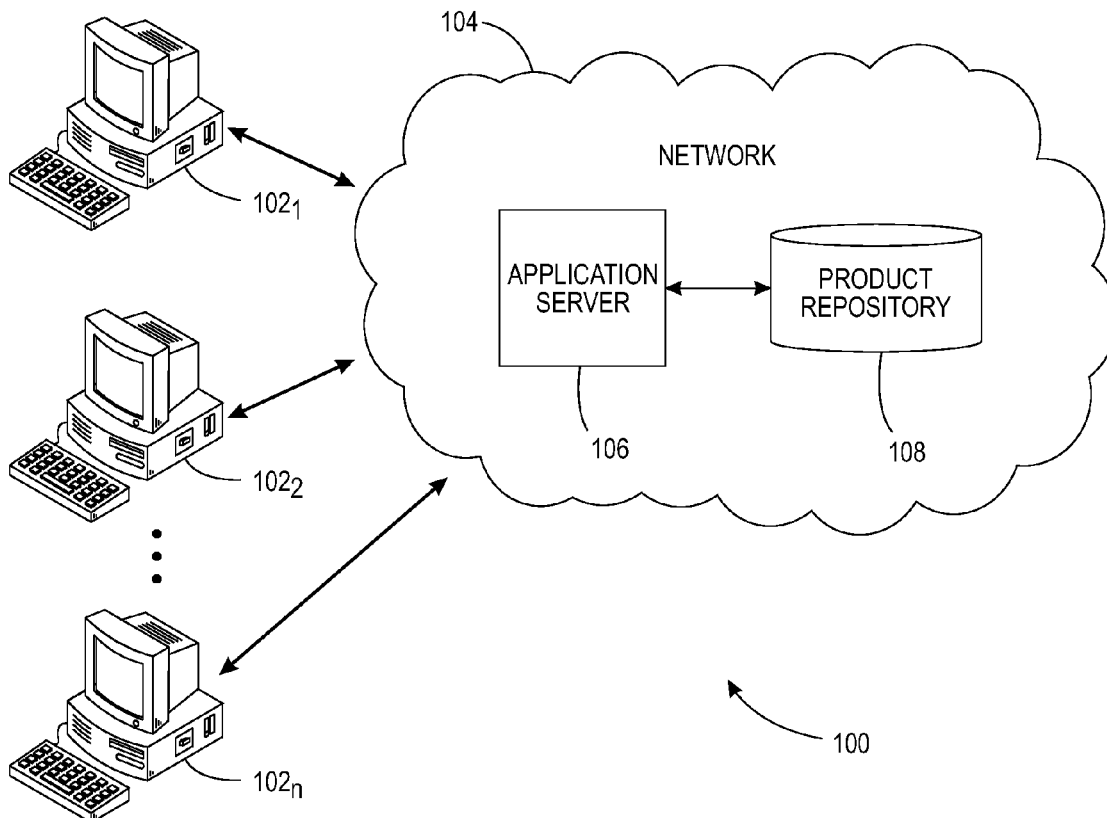 104
NETWORK
102₁
APPLICATION
SERVER
PRODUCT
REPOSITORY
106
108
102₂
100
102ₙ